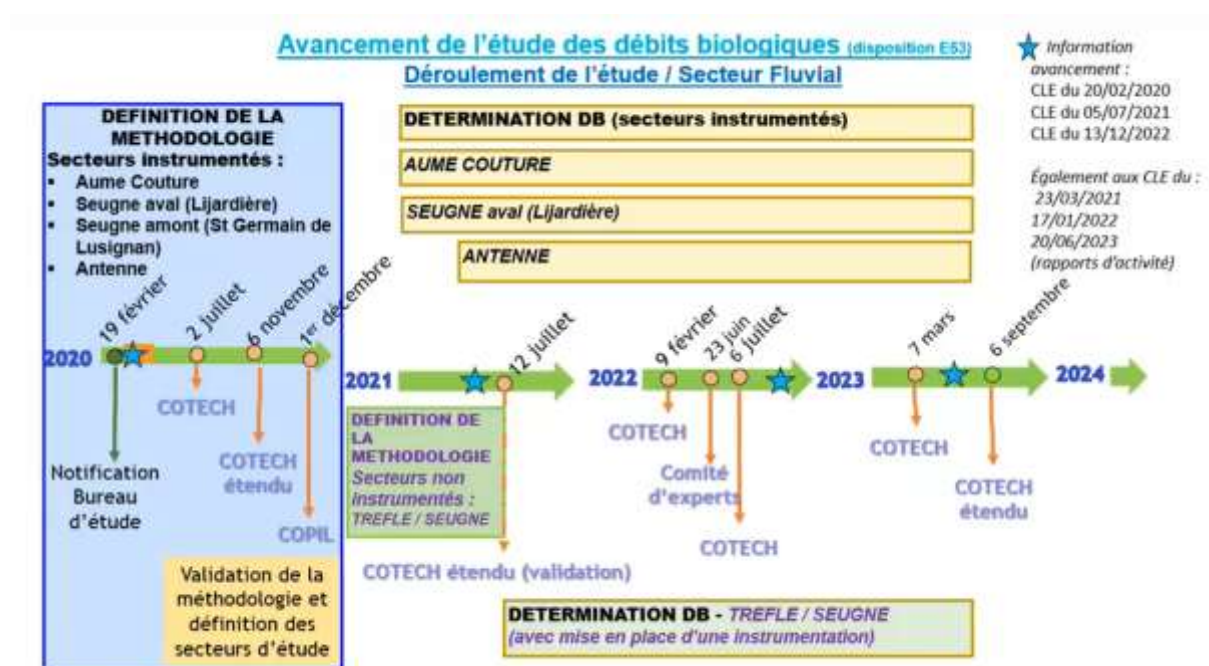 Avancement de l'étude des débits biologiques (disposition E53)
Déroulement de l'étude / Secteur Fluvial
Information
avancement :
CLE du 20/02/2020
CLE du 05/07/2021
CLE du 13/12/2022
Également aux CLE du :
23/03/2021
17/01/2022
20/06/2023
(rapports d'activité)
DEFINITION DE LA
METHODOLOGIE
Secteurs instrumentés :
▪ Aume Couture
▪ Seugne aval (Lijardière)
▪ Seugne amont (St Germain de
Lusignan)
▪ Antenne
DETERMINATION DB (secteurs instrumentés)
AUME COUTURE
SEUGNE aval (Lijardière)
ANTENNE
19 février
2 juillet
6 novembre
1er décembre
12 juillet
9 février
23 juin
6 juillet
7 mars
6 septembre
2020
2021
2022
2023
2024
Notification
Bureau
d'étude
COTECH
COTECH
étendu
COPIL
Validation de la
méthodologie et
définition des
secteurs d'étude
DEFINITION DE
LA
METHODOLOGIE
Secteurs non
instrumentés :
TREFLE / SEUGNE
COTECH étendu (validation)
COTECH
Comité
d'experts
COTECH
COTECH
COTECH
étendu
DETERMINATION DB - TREFLE / SEUGNE
(avec mise en place d'une instrumentation)